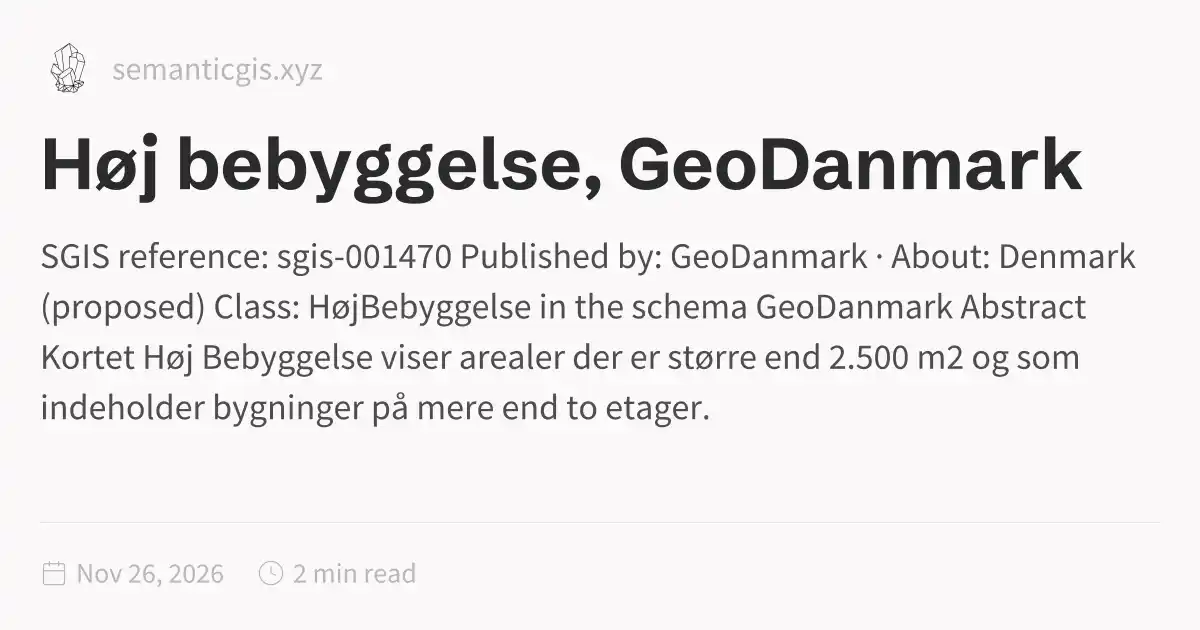 semanticgis.xyz
Høj bebyggelse, GeoDanmark
SGIS reference: sgis-001470 Published by: GeoDanmark · About: Denmark
(proposed) Class: HøjBebyggelse in the schema GeoDanmark Abstract
Kortet Høj Bebyggelse viser arealer der er større end 2.500 m2 og som
indeholder bygninger på mere end to etager.
Nov 26, 2026 2 min read